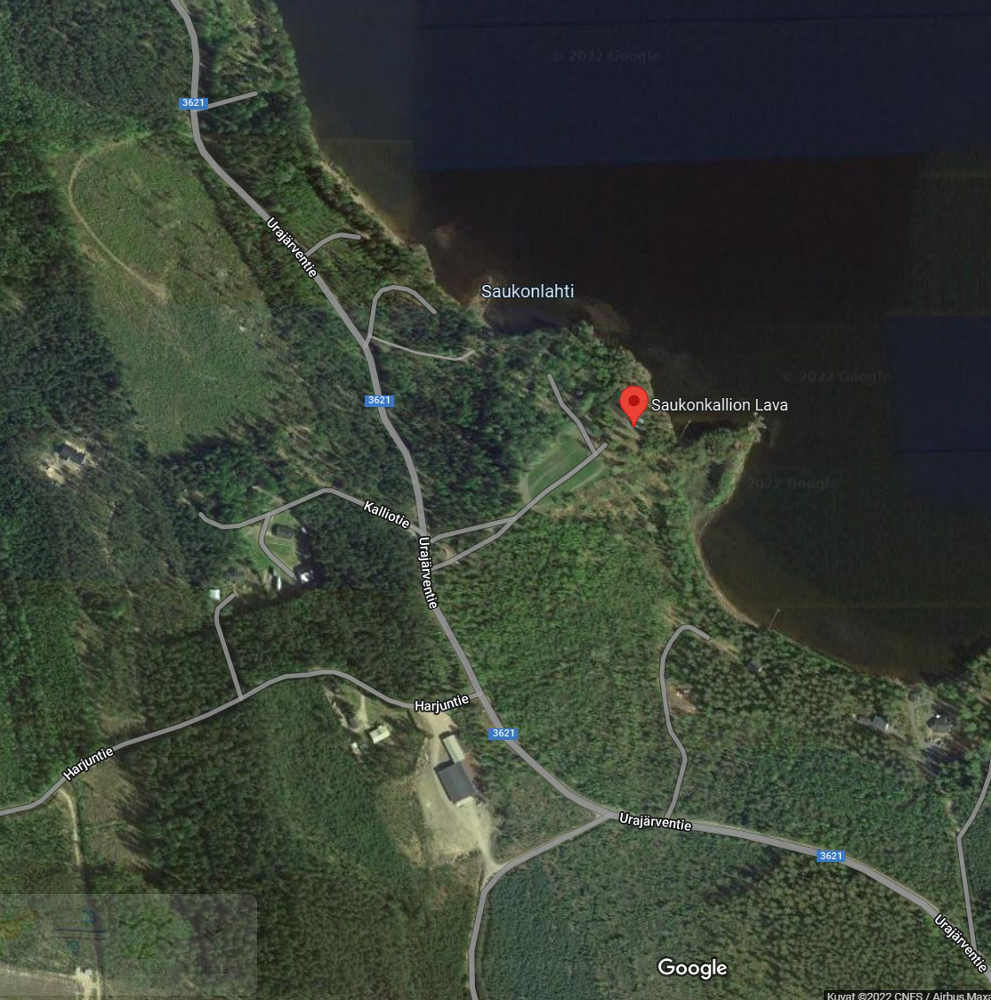 © 2022 Google
3621
Urajärventie
Saukonlahti
© 2022 Google
3621
Saukonkallion Lava
2022 Google
Kalliotie
Urajärventie
Harjuntie
3621
Harjuntie
Urajärventie
3621
Urajärventie
Google
Kuvat ©2022 CNES / Airbus, Maxa